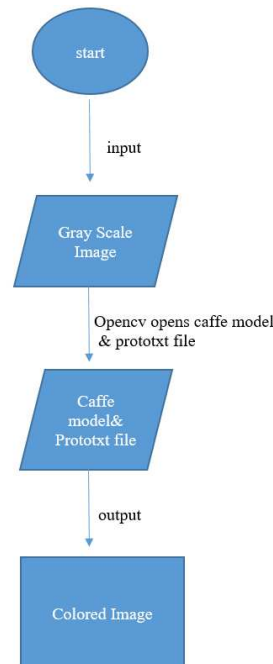 start
input
Gray Scale
Image
Opencv opens caffe model
& prototxt file
Caffe
model&
Prototxt file
output
Colored Image